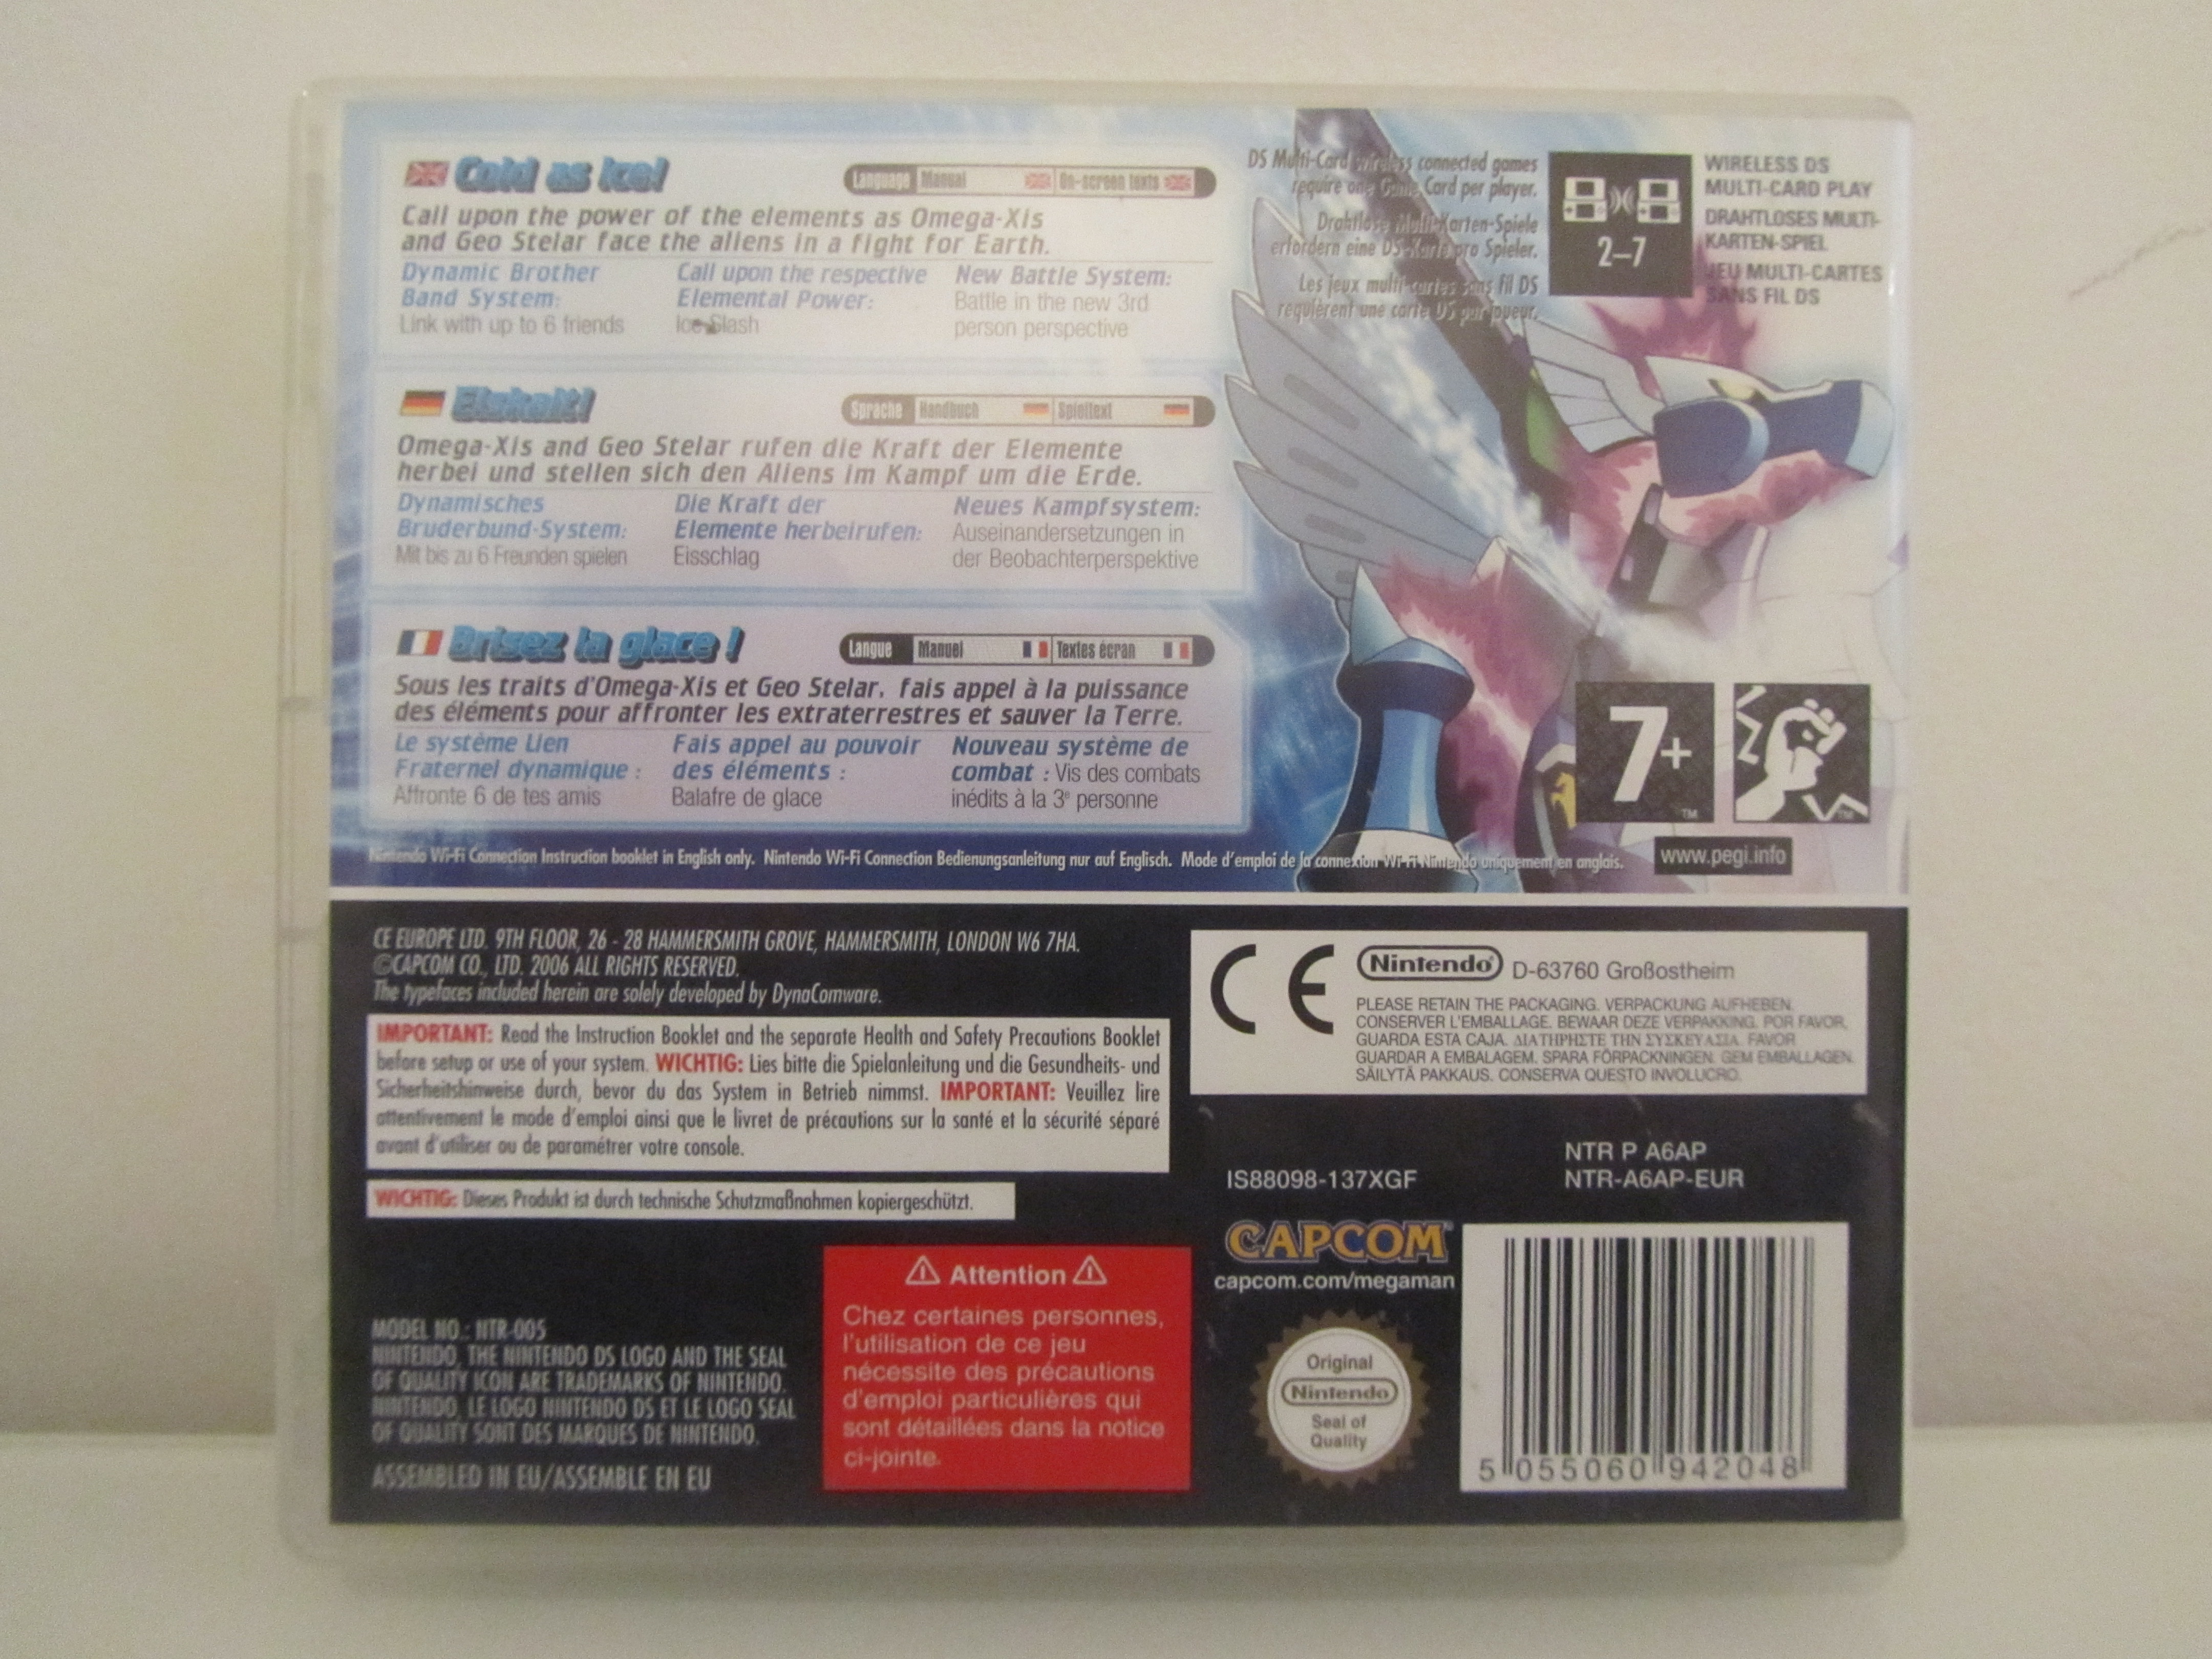 Cold as Ice!
Language Manual On-screen texts
Call upon the power of the elements as Omega-Xis
and Geo Stelar face the aliens in a fight for Earth.
Dynamic Brother
Band System:
Link with up to 6 friends
Call upon the respective
Elemental Power:
Ice Slash
New Battle System:
Battle in the new 3rd
person perspective
Eiskalt!
Sprache Handbuch Spieltext
Omega-Xis and Geo Stelar rufen die Kraft der Elemente
herbei und stellen sich den Aliens im Kampf um die Erde.
Dynamisches
Bruderbund-System:
Mit bis zu 6 Freunden spielen
Die Kraft der
Elemente herbeirufen:
Eisschlag
Neues Kampfsystem:
Auseinandersetzungen in
der Beobachterperspektive
Brisez la glace !
Langue Manuel Textes écran
Sous les traits d'Omega-Xis et Geo Stelar, fais appel à la puissance
des éléments pour affronter les extraterrestres et sauver la Terre.
Le système Lien
Fraternel dynamique :
Affronte 6 de tes amis
Fais appel au pouvoir
des éléments :
Balafre de glace
Nouveau système de
combat : Vis des combats
inédits à la 3e personne
DS Multi-Card wireless connected games
require one Game Card per player.
Drahtlose Multi-Karten-Spiele
erfordern eine DS-Karte pro Spieler.
Les jeux multi-cartes sans fil DS
requièrent une carte DS par joueur.
2–7
WIRELESS DS
MULTI-CARD PLAY
DRAHTLOSES MULTI-
KARTEN-SPIEL
JEU MULTI-CARTES
SANS FIL DS
7+
TM
TM
www.pegi.info
Nintendo Wi-Fi Connection Instruction booklet in English only. Nintendo Wi-Fi Connection Bedienungsanleitung nur auf Englisch. Mode d'emploi de la connexion Wi-Fi Nintendo uniquement en anglais.
CE EUROPE LTD. 9TH FLOOR, 26 - 28 HAMMERSMITH GROVE, HAMMERSMITH, LONDON W6 7HA.
©CAPCOM CO., LTD. 2006 ALL RIGHTS RESERVED.
The typefaces included herein are solely developed by DynaComware.
IMPORTANT: Read the Instruction Booklet and the separate Health and Safety Precautions Booklet
before setup or use of your system. WICHTIG: Lies bitte die Spielanleitung und die Gesundheits- und
Sicherheitshinweise durch, bevor du das System in Betrieb nimmst. IMPORTANT: Veuillez lire
attentivement le mode d'emploi ainsi que le livret de précautions sur la santé et la sécurité séparé
avant d'utiliser ou de paramétrer votre console.
WICHTIG: Dieses Produkt ist durch technische Schutzmaßnahmen kopiergeschützt.
CE
Nintendo D-63760 Großostheim
PLEASE RETAIN THE PACKAGING. VERPACKUNG AUFHEBEN.
CONSERVER L'EMBALLAGE. BEWAAR DEZE VERPAKKING. POR FAVOR,
GUARDA ESTA CAJA. ΔΙΑΤΗΡΗΣΤΕ ΤΗΝ ΣΥΣΚΕΥΑΣΙΑ. FAVOR
GUARDAR A EMBALAGEM. SPARA FÖRPACKNINGEN. GEM EMBALLAGEN.
SÄILYTÄ PAKKAUS. CONSERVA QUESTO INVOLUCRO.
IS88098-137XGF
NTR P A6AP
NTR-A6AP-EUR
CAPCOM
capcom.com/megaman
Original
Nintendo
Seal of
Quality
5 055060 942048
Attention
Chez certaines personnes,
l'utilisation de ce jeu
nécessite des précautions
d'emploi particulières qui
sont détaillées dans la notice
ci-jointe.
MODEL NO.: NTR-005
NINTENDO, THE NINTENDO DS LOGO AND THE SEAL
OF QUALITY ICON ARE TRADEMARKS OF NINTENDO.
NINTENDO, LE LOGO NINTENDO DS ET LE LOGO SEAL
OF QUALITY SONT DES MARQUES DE NINTENDO.
ASSEMBLED IN EU/ASSEMBLE EN EU